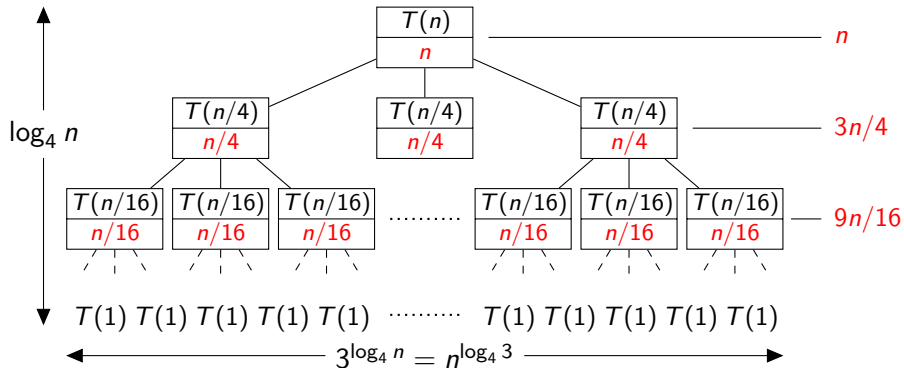 T(n)
n
n
T(n/4) T(n/4) T(n/4)
log₄ n
n/4 n/4 n/4
3n/4
T(n/16) T(n/16) T(n/16) ·········· T(n/16) T(n/16) T(n/16)
n/16 n/16 n/16 n/16 n/16 n/16
9n/16
T(1) T(1) T(1) T(1) T(1) ·········· T(1) T(1) T(1) T(1) T(1)
3^{log₄ n} = n^{log₄ 3}